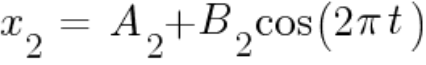 x₂ = A₂+B₂cos(2πt)